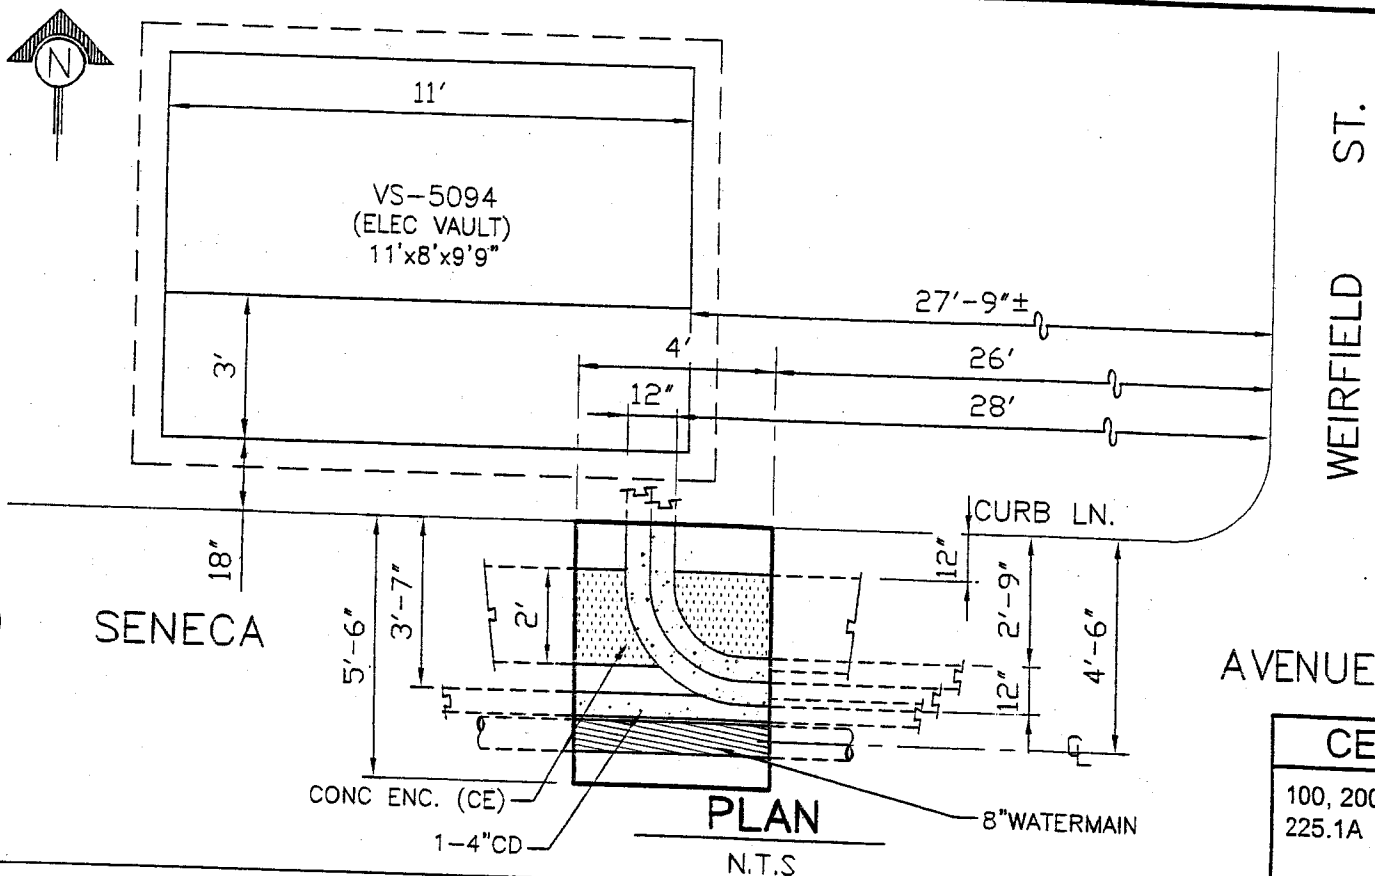 N
11'
VS-5094
(ELEC VAULT)
11'x8'x9'9"
27'-9"±
4'
26'
3'
12"
28'
ST.
WEIRFIELD
CURB LN.
18"
12"
2'-9"
3'-7"
2'
5'-6"
4'-6"
12"
SENECA
AVENUE
CL
CONC ENC. (CE)
1-4"CD
PLAN
N.T.S
8"WATERMAIN
CE
100, 200
225.1A